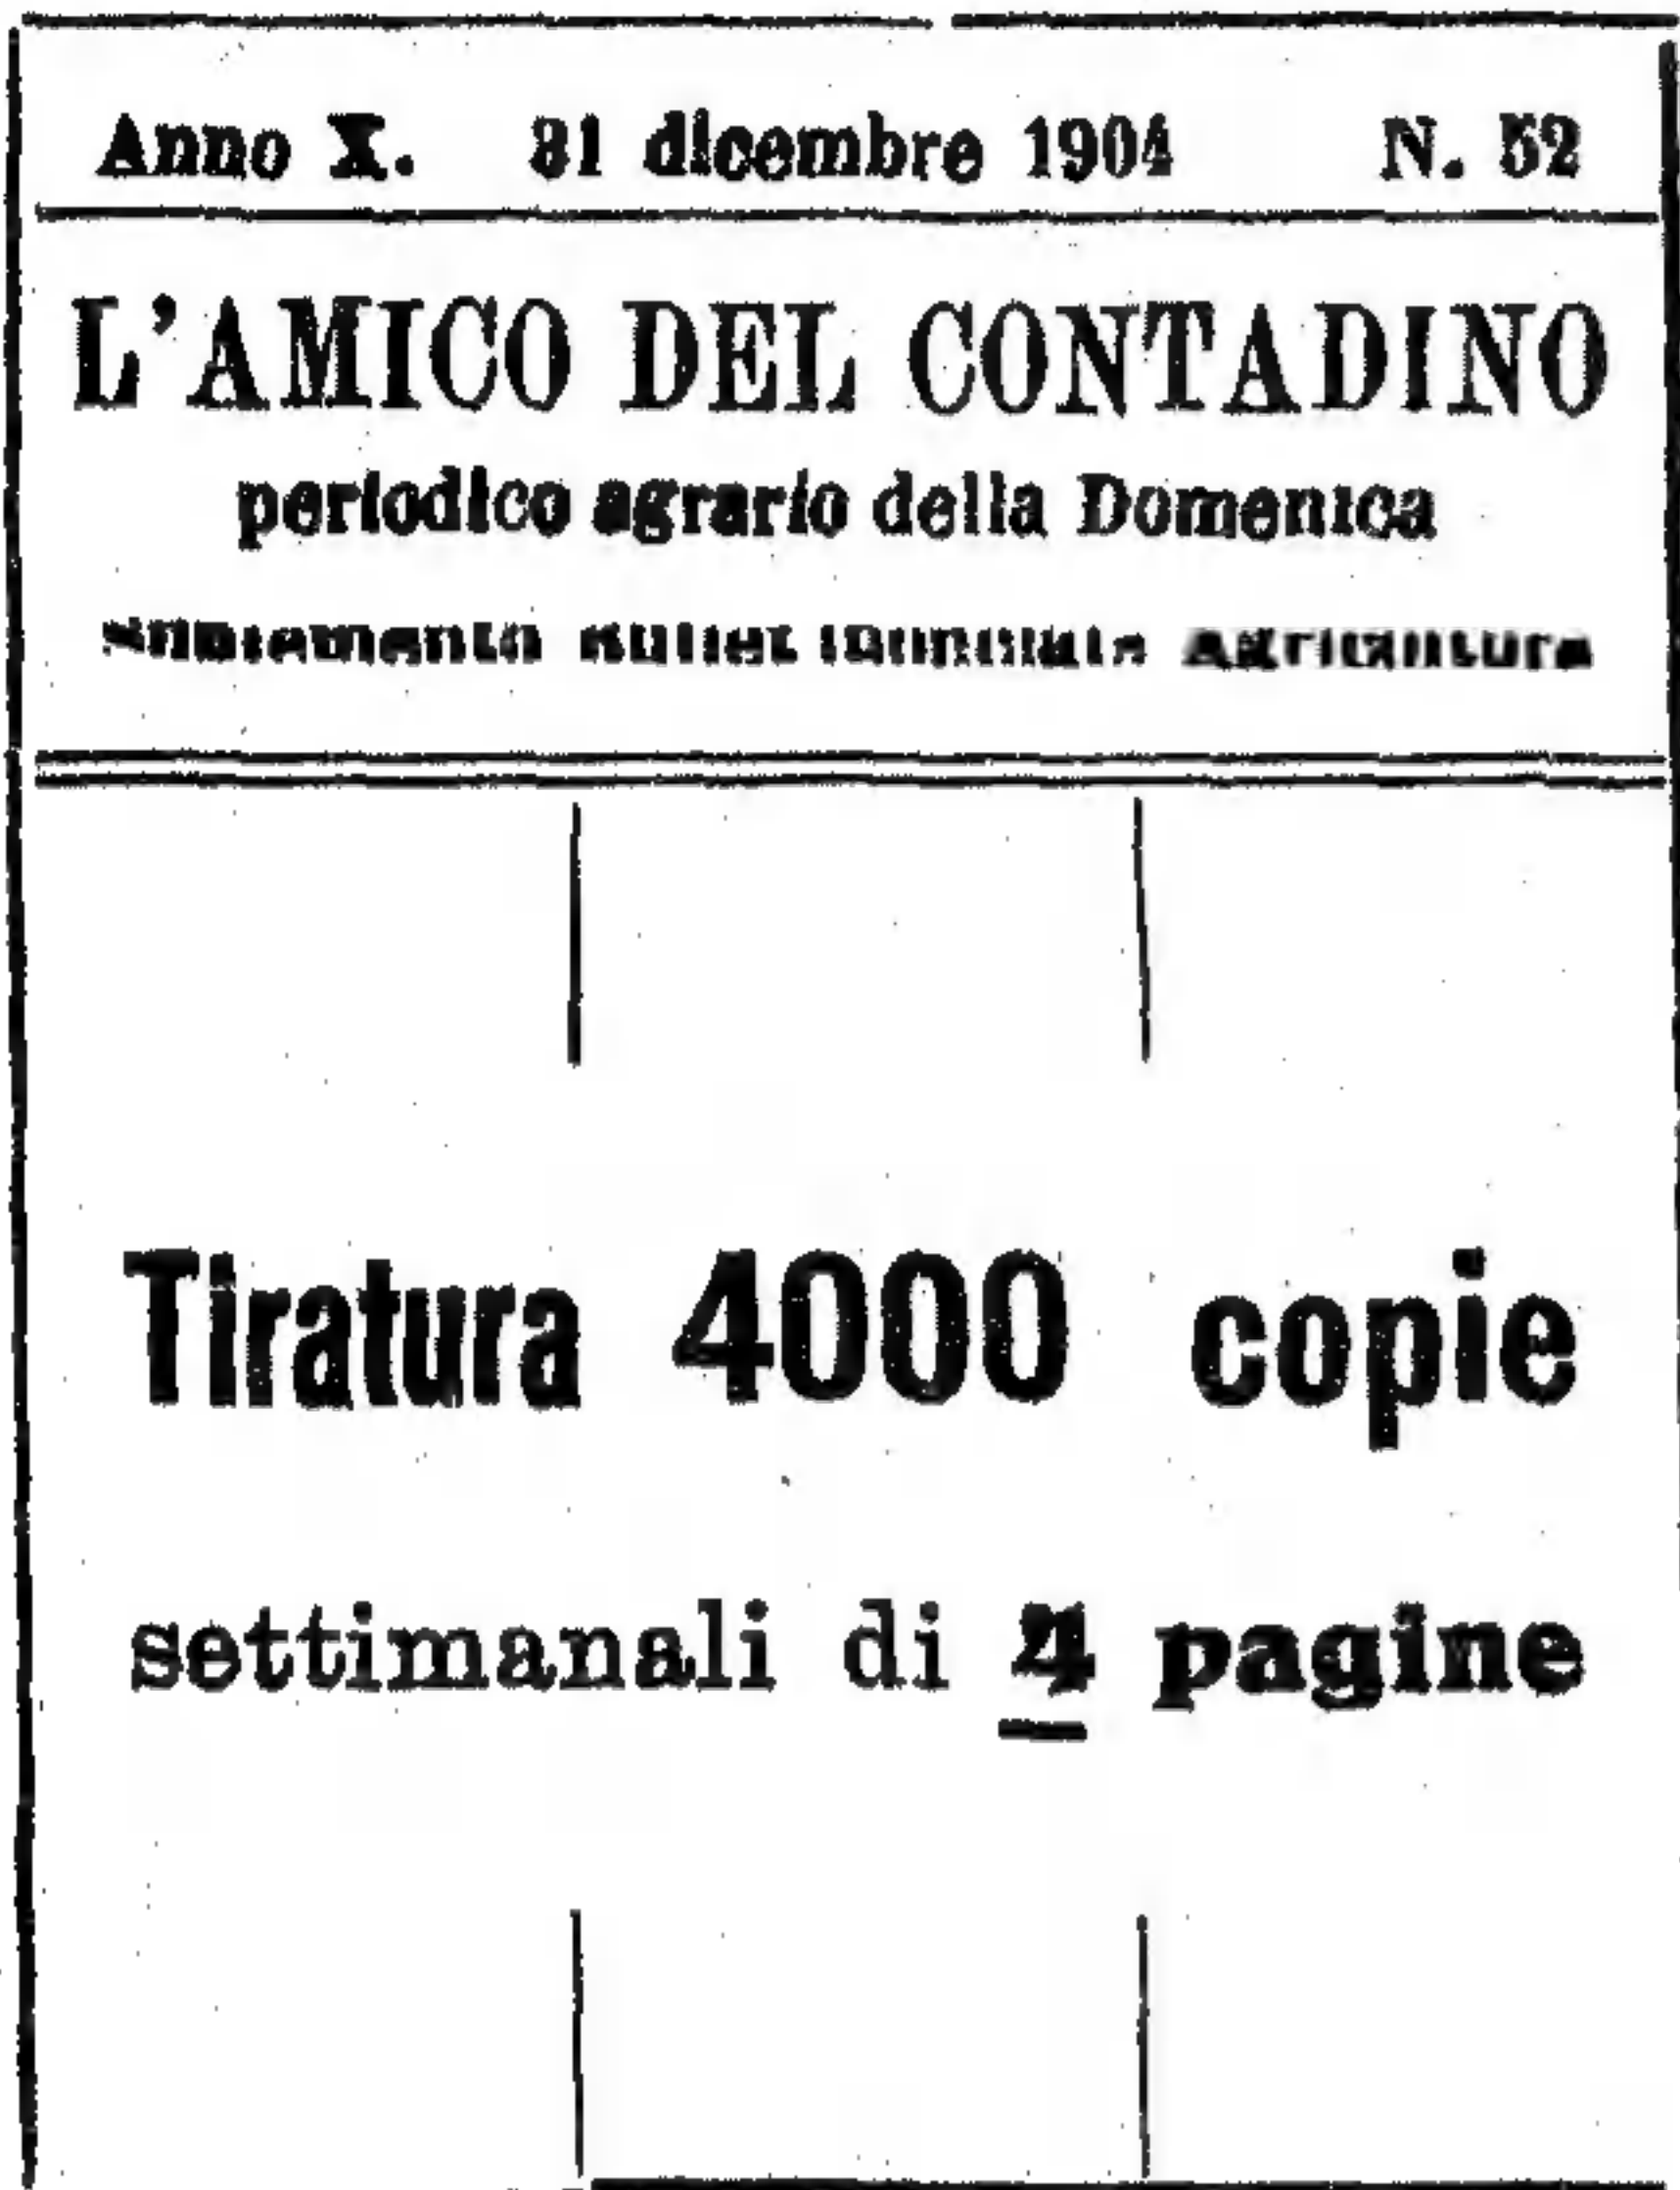 Anno X. 31 dicembre 1904 N. 52
L'AMICO DEL CONTADINO
periodico agrario della Domenica
Agricoltura
Tiratura 4000 copie
settimanali di 4 pagine